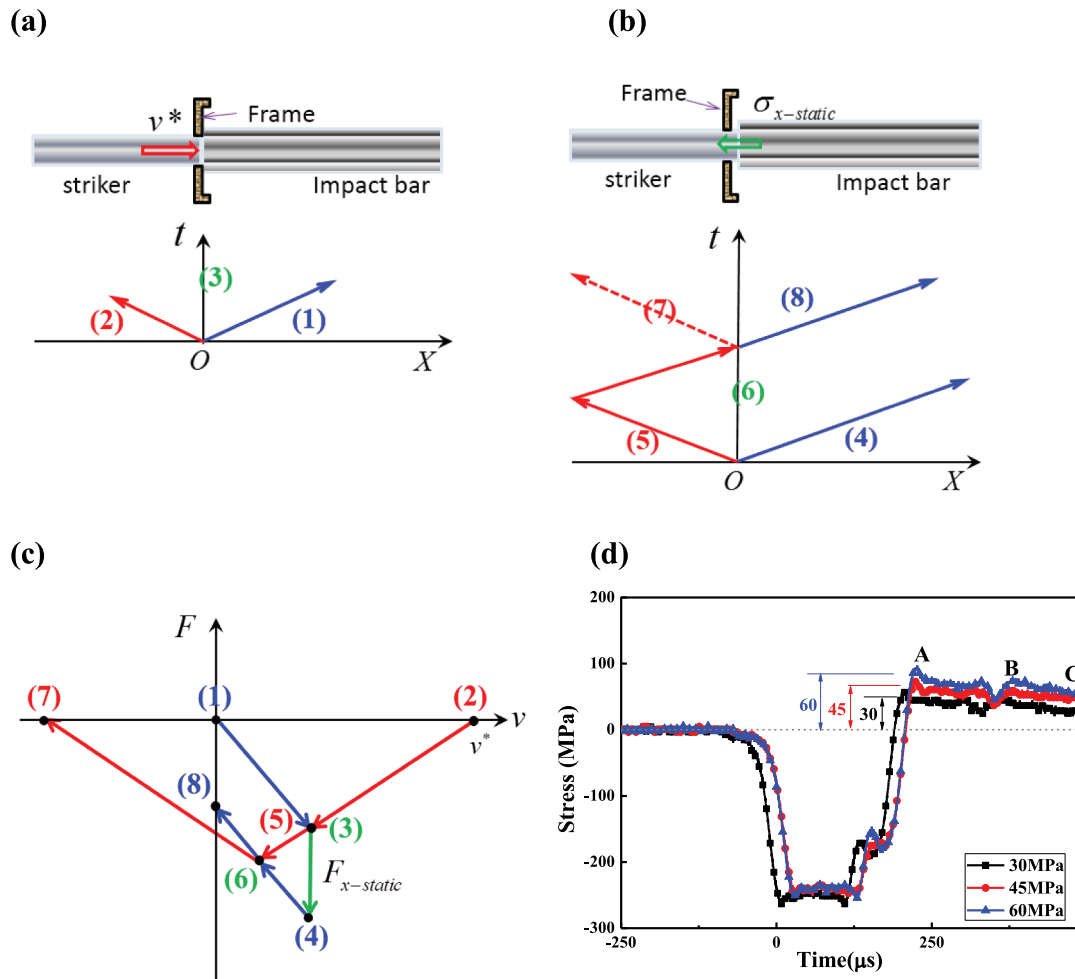 (a)
v*
Frame
striker
Impact bar
t
(3)
(2)
(1)
O
X
(b)
Frame
σx-static
striker
Impact bar
t
(7)
(8)
(6)
(5)
(4)
O
X
(c)
F
(7)
(1)
(2)
v
v*
(8)
(5)
(3)
(6)
Fx-static
(4)
(d)
200
100
0
-100
-200
-300
Stress (MPa)
60
45
30
A
B
C
30MPa
45MPa
60MPa
-250
0
250
Time(μs)